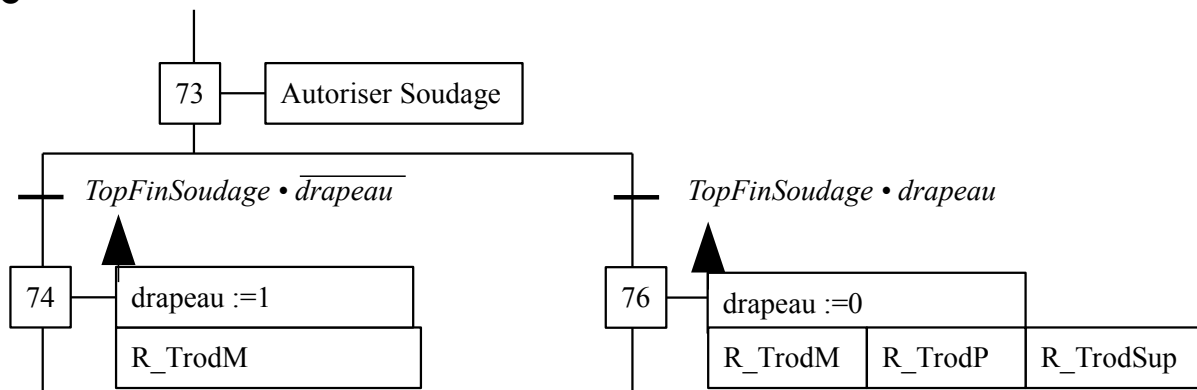 73 Autoriser Soudage
TopFinSoudage • drapeau TopFinSoudage • drapeau
74 drapeau :=1 76 drapeau :=0
R_TrodM R_TrodM R_TrodP R_TrodSup